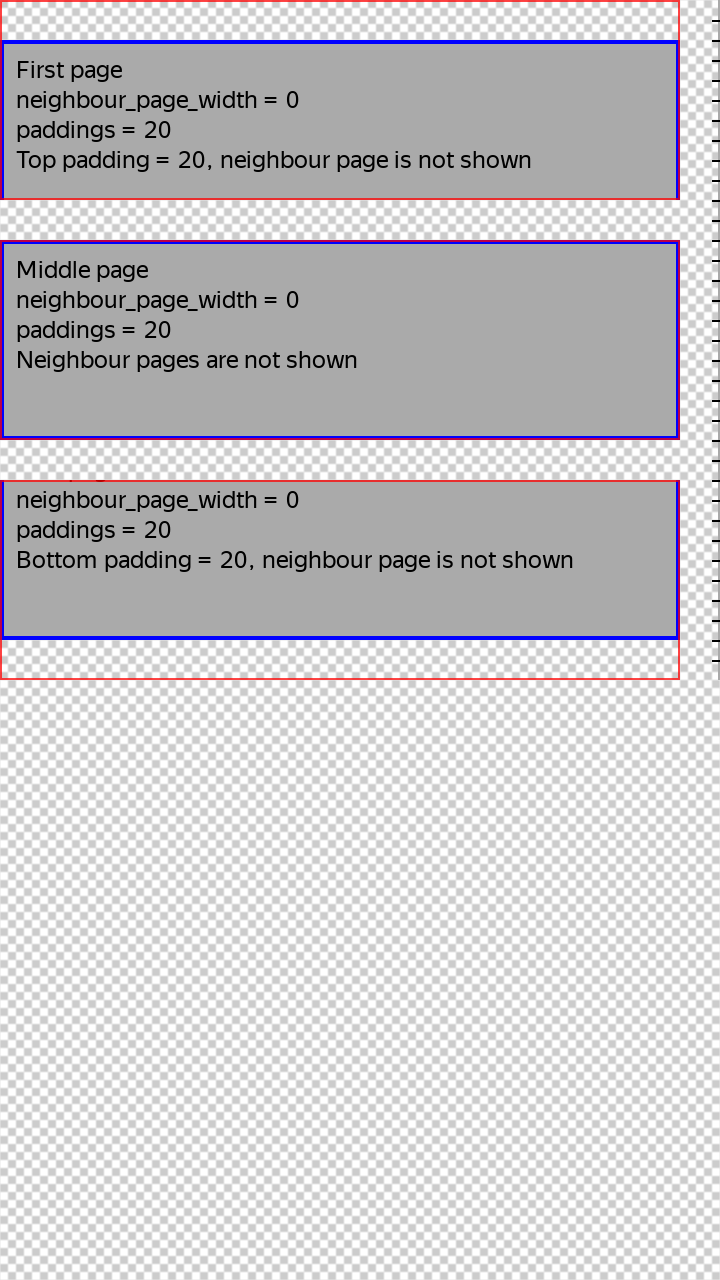 First page
neighbour_page_width = 0
paddings = 20
Top padding = 20, neighbour page is not shown
Middle page
neighbour_page_width = 0
paddings = 20
Neighbour pages are not shown
neighbour_page_width = 0
paddings = 20
Bottom padding = 20, neighbour page is not shown